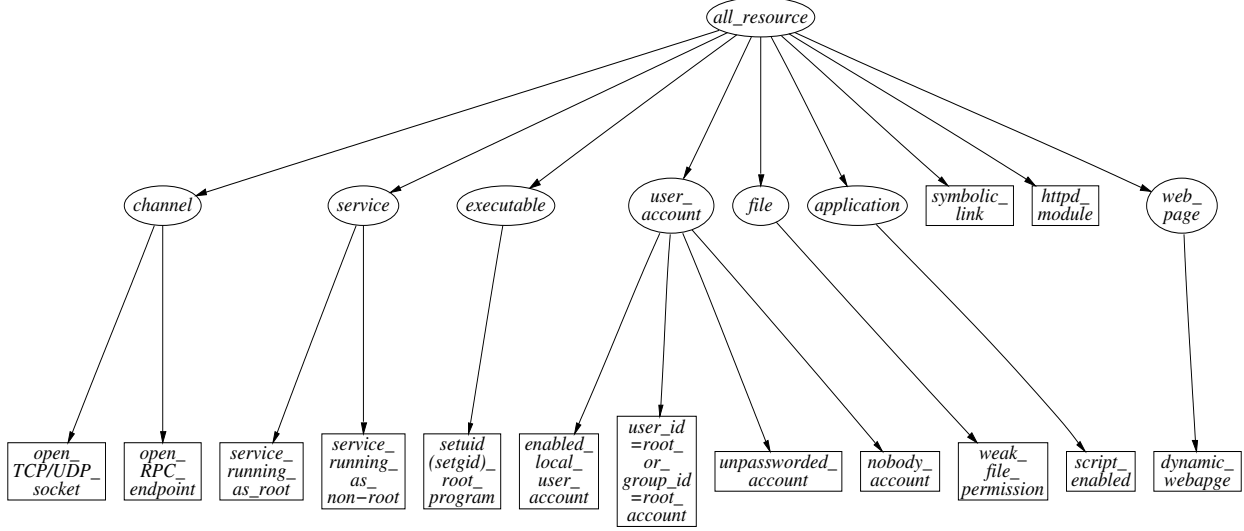 all_resource
channel
service
executable
user_
account
file
application
symbolic_
link
httpd_
module
web_
page
open_
TCP/UDP_
socket
open_
RPC_
endpoint
service_
running_
as_root
service_
running_
as_
non−root
setuid
(setgid)_
root_
program
enabled_
local_
user_
account
user_id
=root_
or_
group_id
=root_
account
unpassworded_
account
nobody_
account
weak_
file_
permission
script_
enabled
dynamic_
webapge